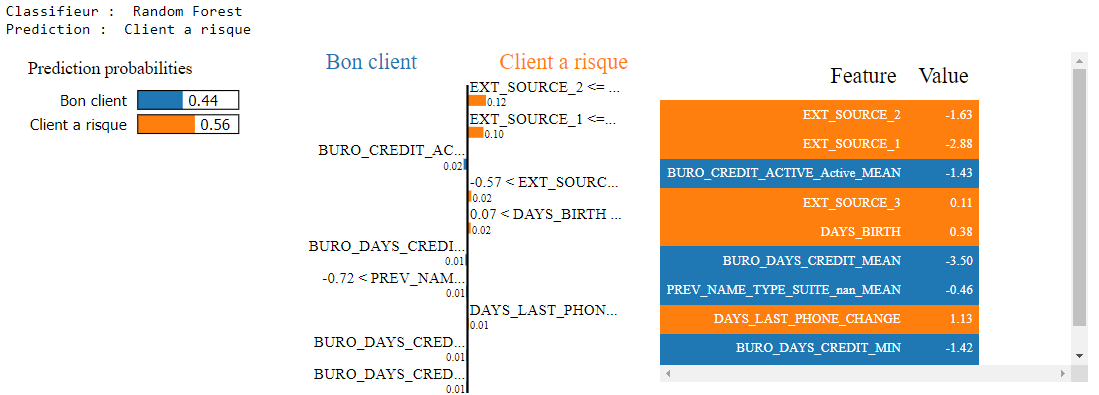 Classifieur :  Random Forest
Prediction :  Client a risque
Prediction probabilities
Bon client 0.44
Client a risque 0.56
Bon client Client a risque
EXT_SOURCE_2 <= ...
0.12
EXT_SOURCE_1 <=...
0.10
BURO_CREDIT_AC...
0.02
-0.57 < EXT_SOURC...
0.02
0.07 < DAYS_BIRTH ...
0.02
BURO_DAYS_CREDI...
0.01
-0.72 < PREV_NAM...
0.01
DAYS_LAST_PHON...
0.01
BURO_DAYS_CRED...
0.01
BURO_DAYS_CRED...
0.01
Feature Value
EXT_SOURCE_2 -1.63
EXT_SOURCE_1 -2.88
BURO_CREDIT_ACTIVE_Active_MEAN -1.43
EXT_SOURCE_3 0.11
DAYS_BIRTH 0.38
BURO_DAYS_CREDIT_MEAN -3.50
PREV_NAME_TYPE_SUITE_nan_MEAN -0.46
DAYS_LAST_PHONE_CHANGE 1.13
BURO_DAYS_CREDIT_MIN -1.42